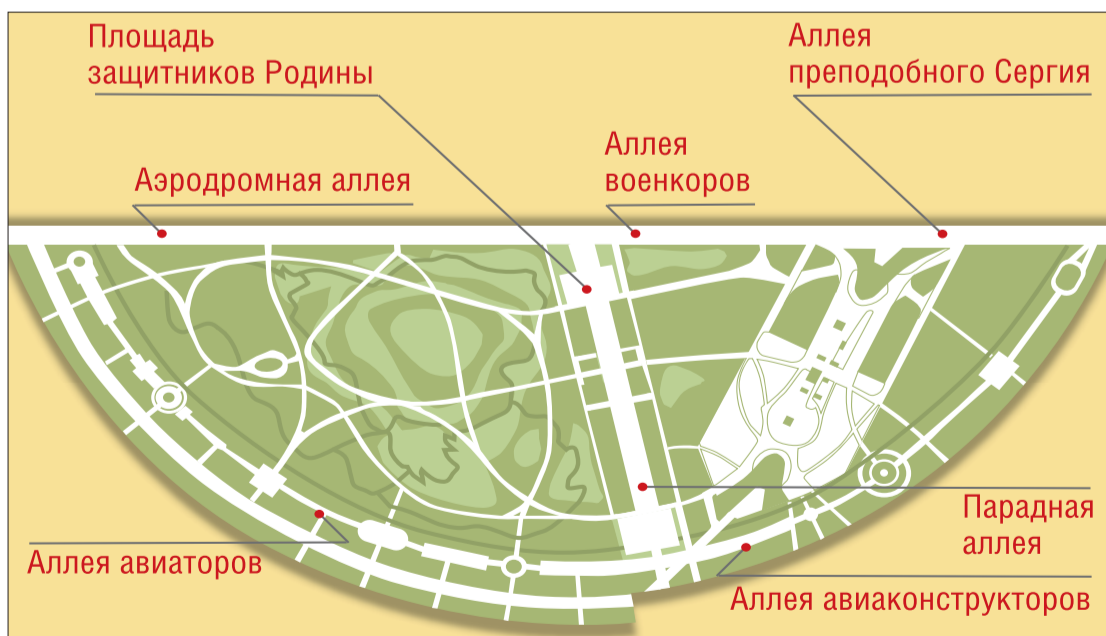 Площадь
защитников Родины
Аллея
преподобного Сергия
Аэродромная аллея
Аллея
военкоров
Парадная
аллея
Аллея авиаторов
Аллея авиаконструкторов